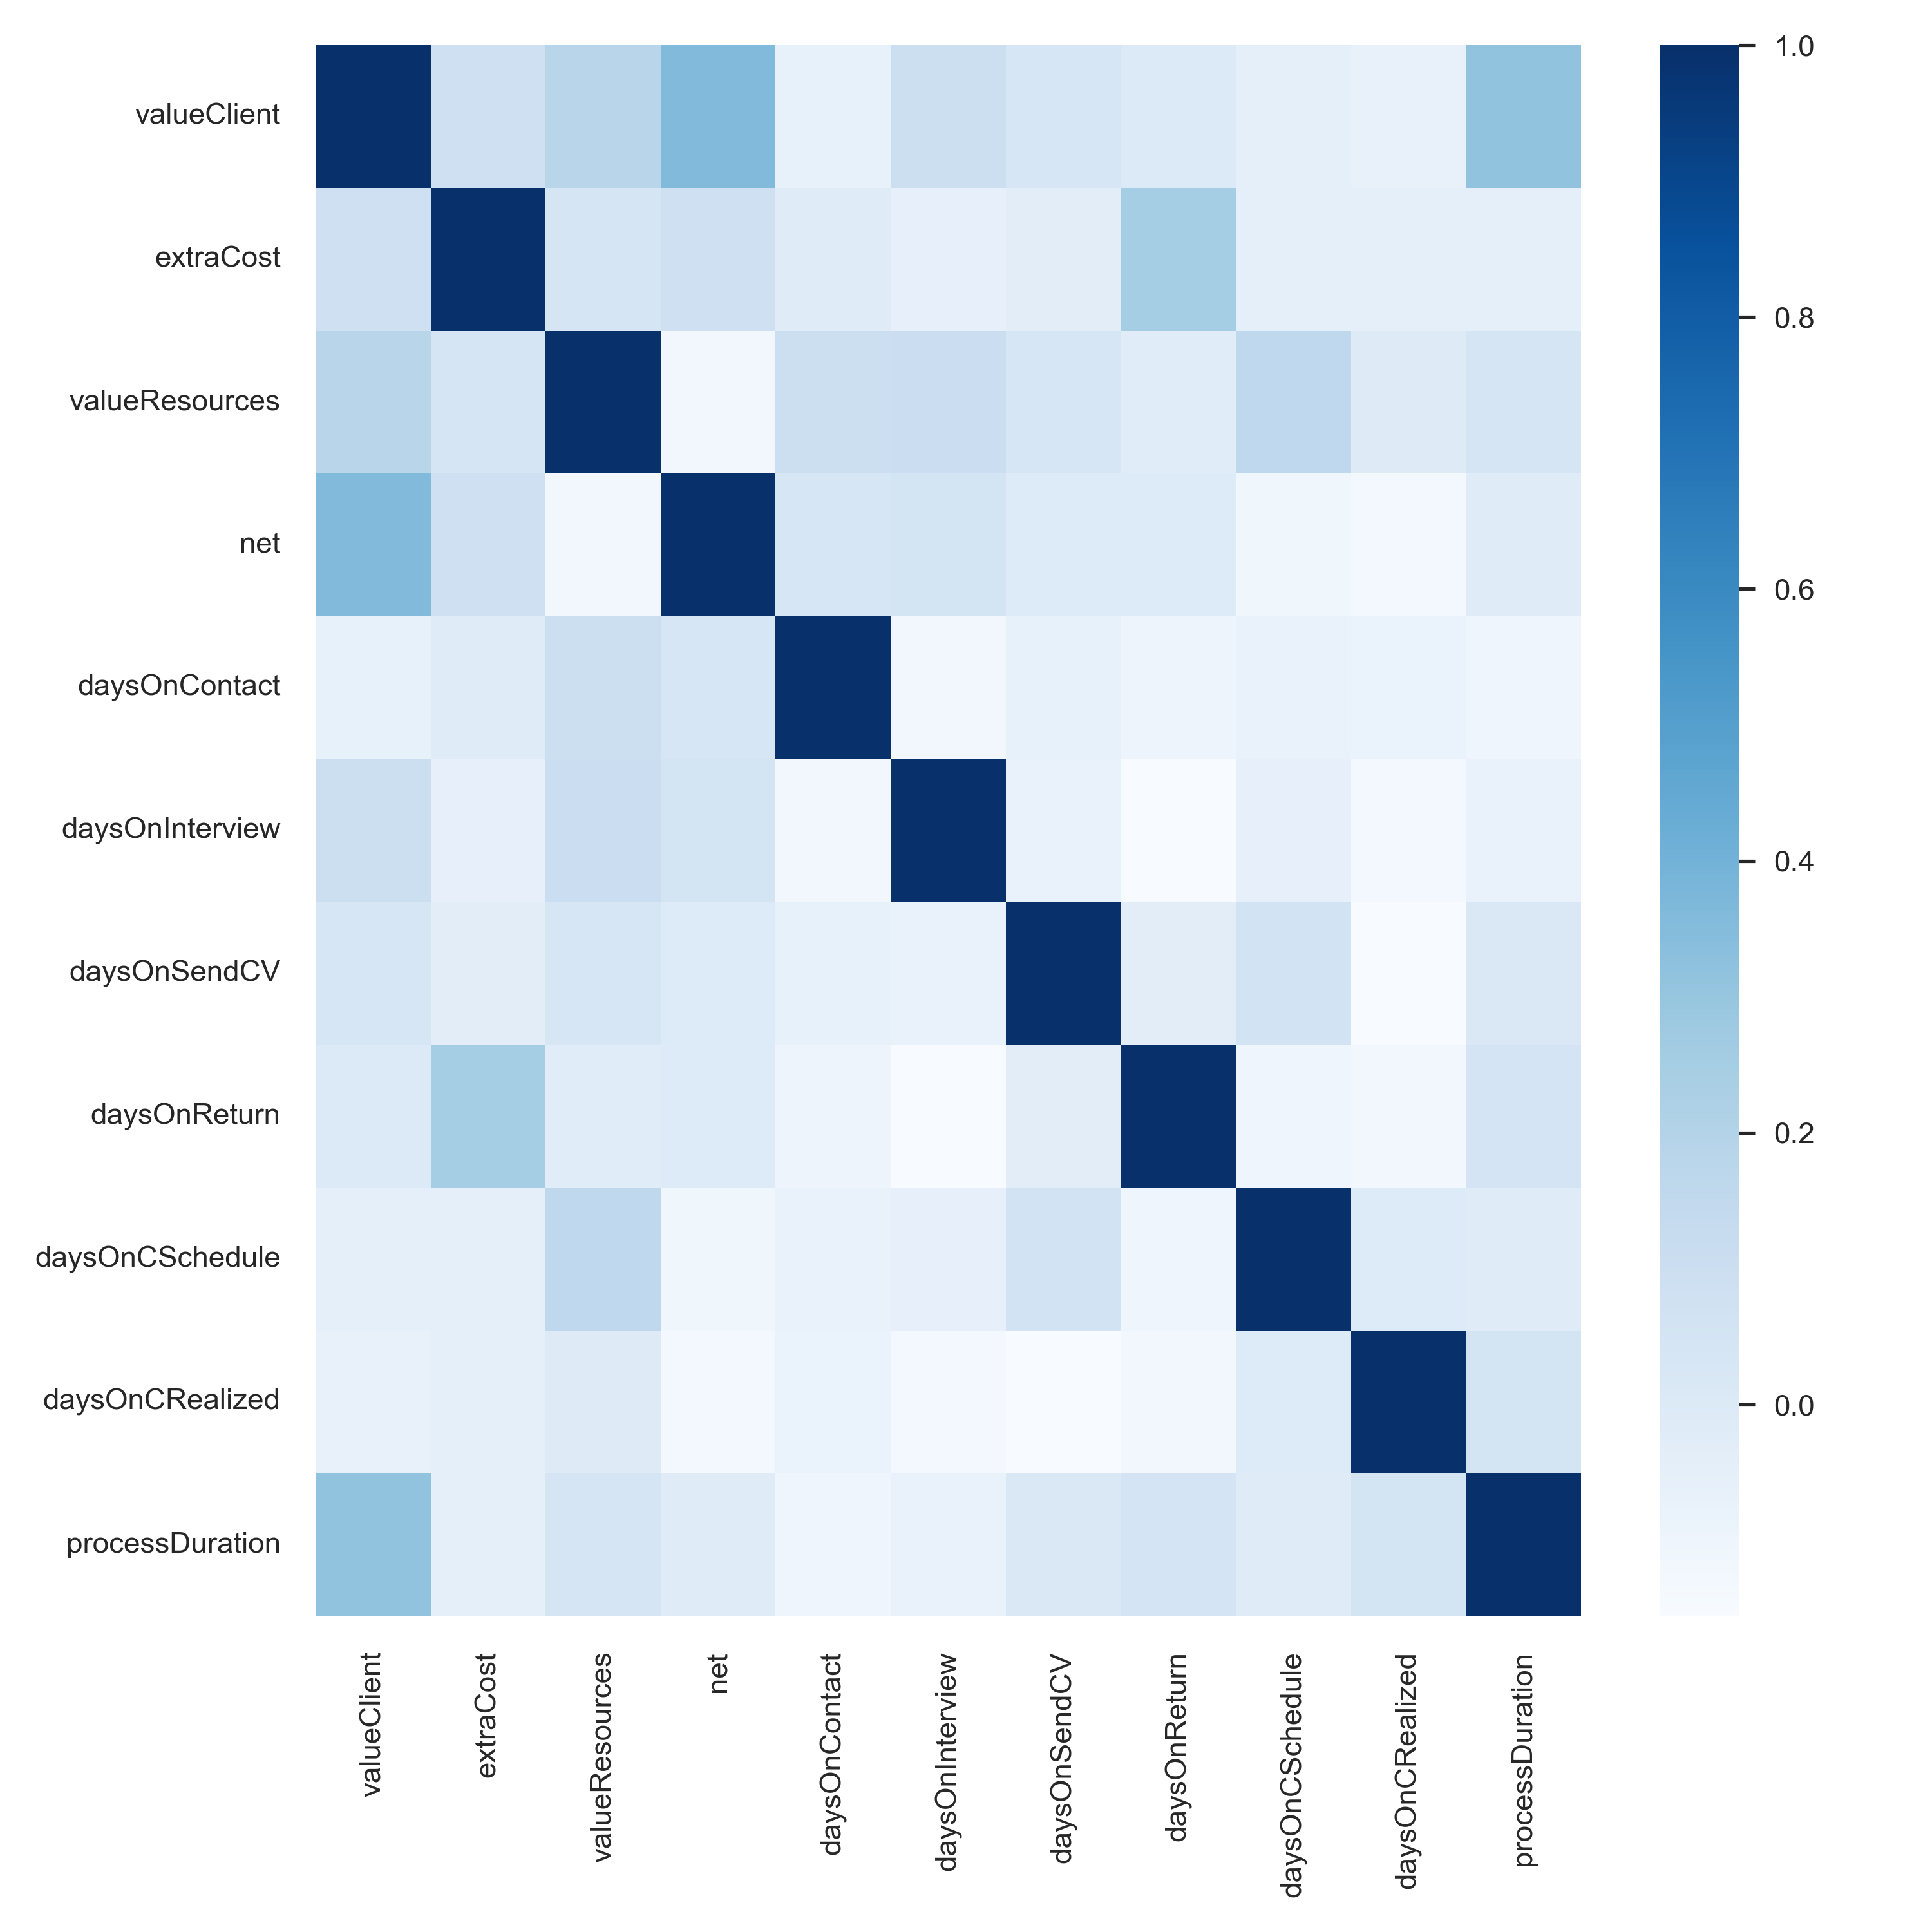 valueClient
extraCost
valueResources
net
daysOnContact
daysOnInterview
daysOnSendCV
daysOnReturn
daysOnCSchedule
daysOnCRealized
processDuration
valueClient
extraCost
valueResources
net
daysOnContact
daysOnInterview
daysOnSendCV
daysOnReturn
daysOnCSchedule
daysOnCRealized
processDuration
1.0
0.8
0.6
0.4
0.2
0.0